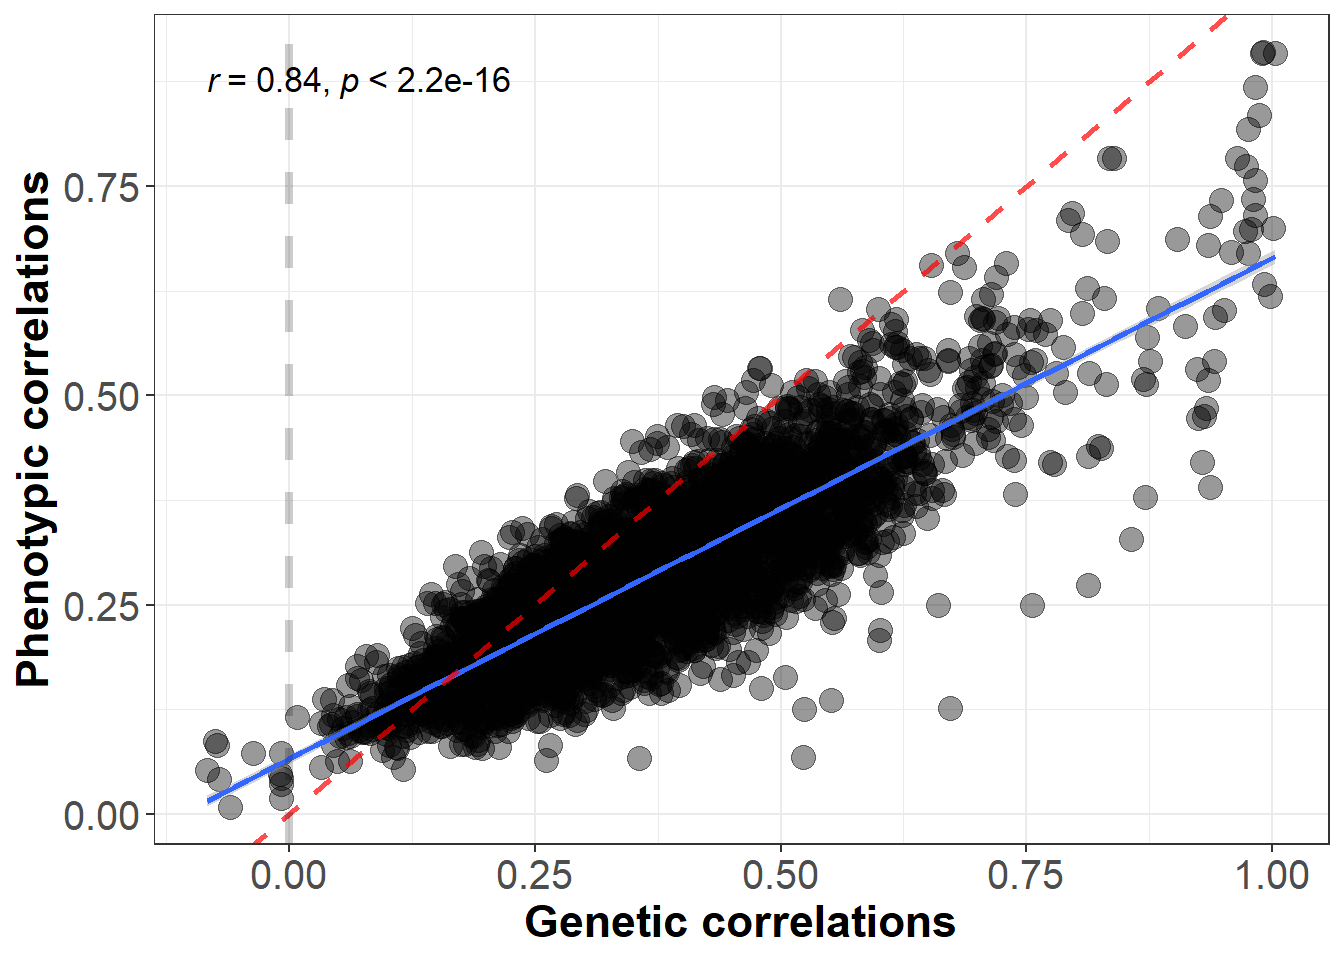 r = 0.84, p < 2.2e-16
Phenotypic correlations
0.75
0.50
0.25
0.00
0.00 0.25 0.50 0.75 1.00
Genetic correlations